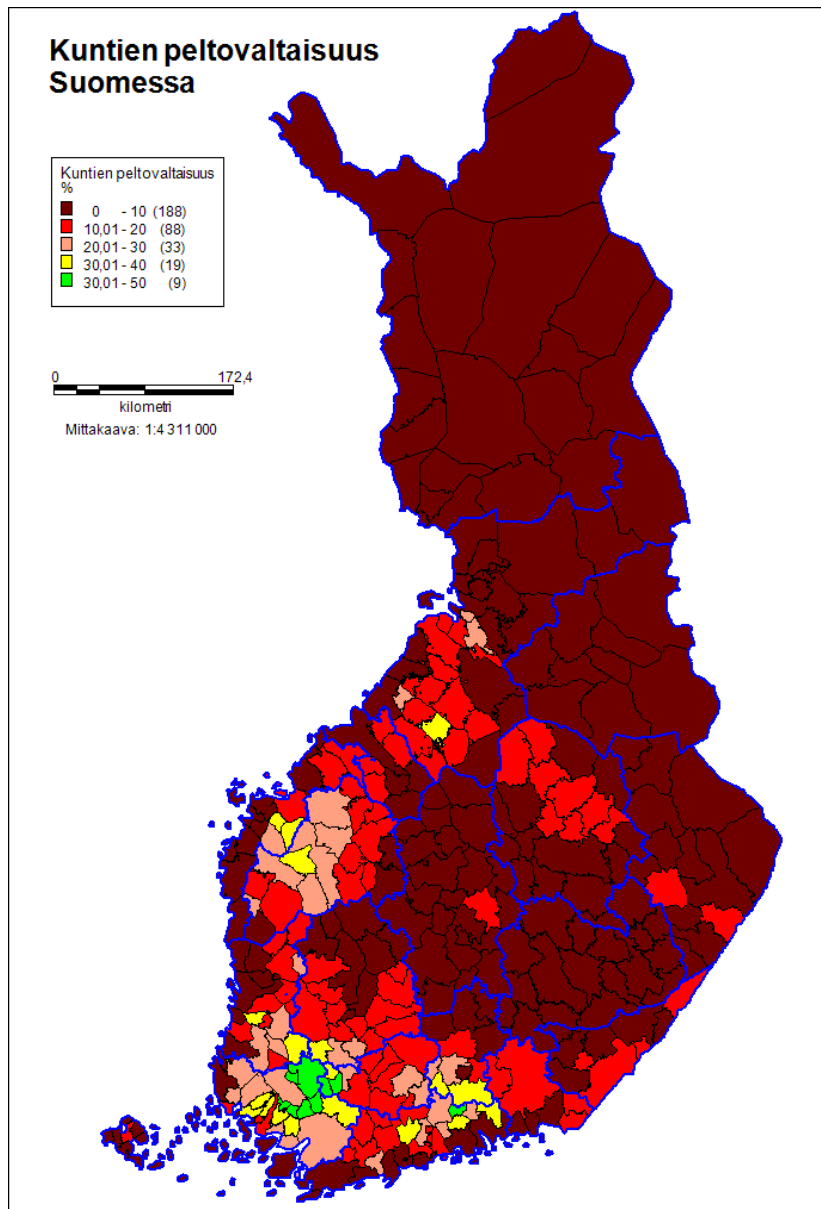 Kuntien peltovaltaisuus
Suomessa
Kuntien peltovaltaisuus
%
0 - 10 (188)
10,01 - 20 (88)
20,01 - 30 (33)
30,01 - 40 (19)
30,01 - 50 (9)
0 172,4
kilometri
Mittakaava: 1:4 311 000